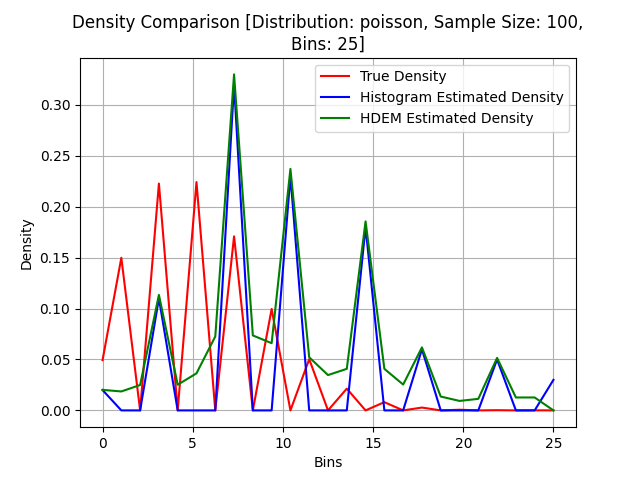 Density Comparison [Distribution: poisson, Sample Size: 100,
Bins: 25]
True Density
Histogram Estimated Density
HDEM Estimated Density
Density
0.30
0.25
0.20
0.15
0.10
0.05
0.00
0 5 10 15 20 25
Bins